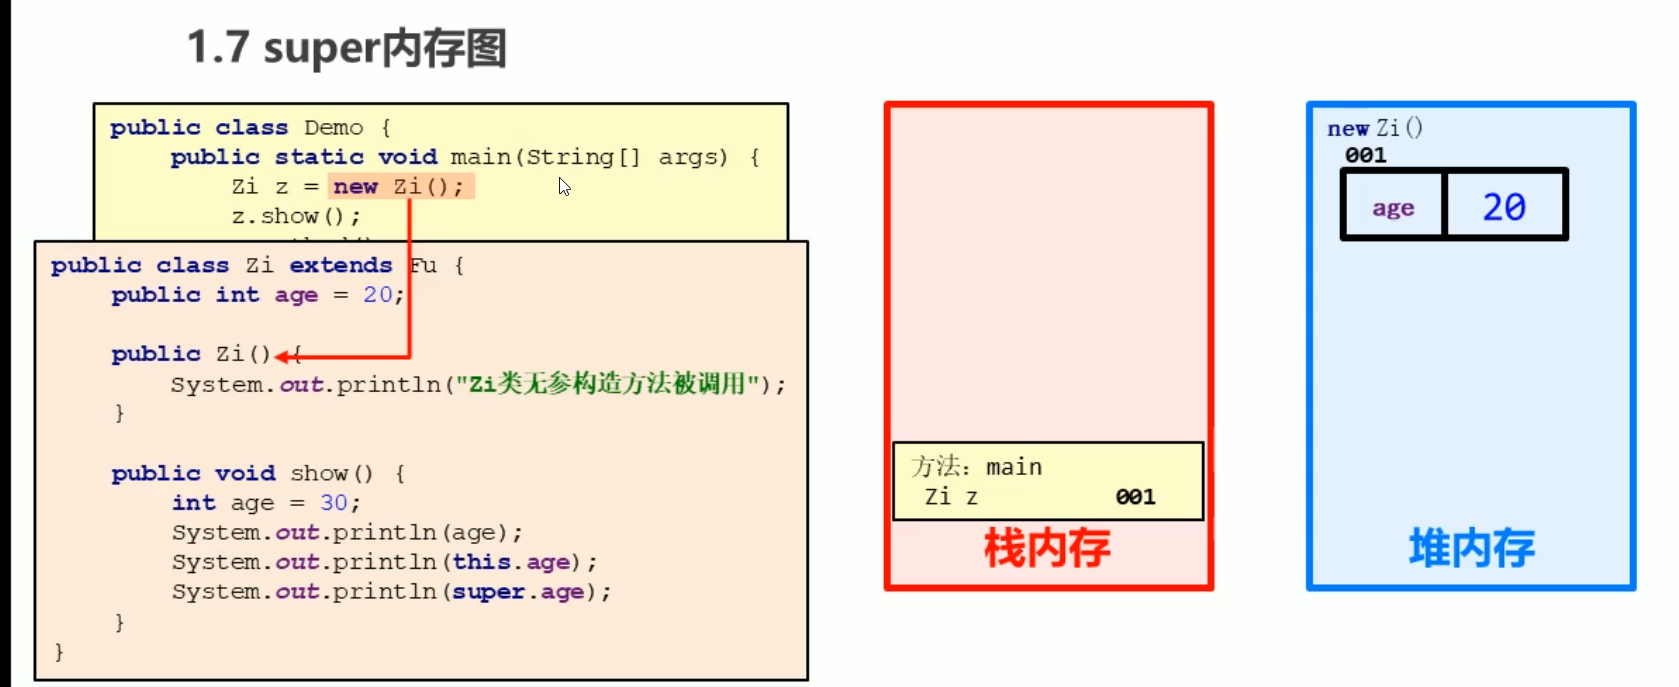 1.7 super内存图
public class Demo {
public static void main(String[] args) {
Zi z = new Zi();
z.show();
public class Zi extends Fu {
public int age = 20;
public Zi() {
System.out.println("Zi类无参构造方法被调用");
}
public void show() {
int age = 30;
System.out.println(age);
System.out.println(this.age);
System.out.println(super.age);
}
}
方法: main
Zi z 001
栈内存
new Zi()
001
age 20
堆内存